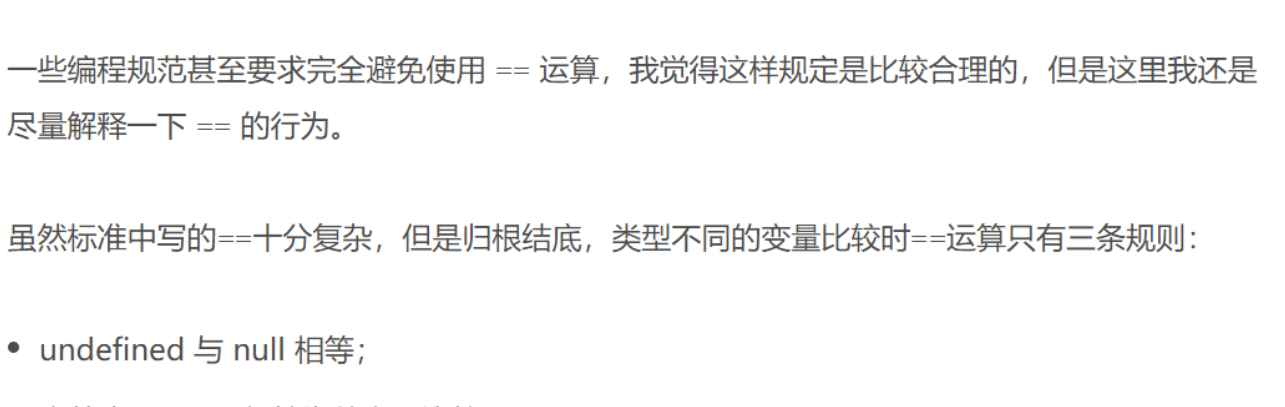 一些编程规范甚至要求完全避免使用 == 运算，我觉得这样规定是比较合理的，但是这里我还是
尽量解释一下 == 的行为。
虽然标准中写的==十分复杂，但是归根结底，类型不同的变量比较时==运算只有三条规则：
• undefined 与 null 相等；